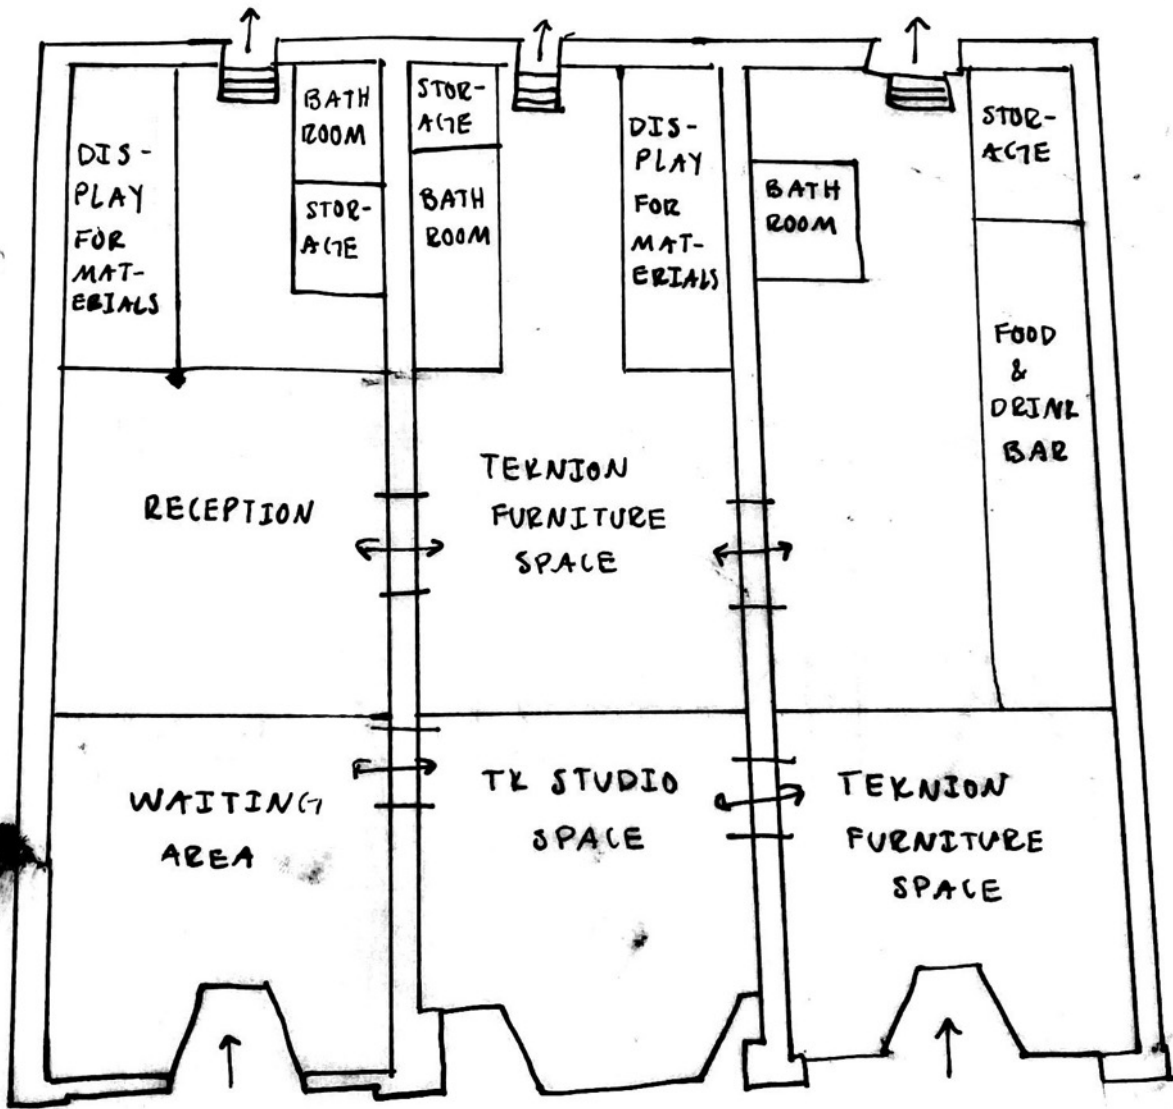 DIS-
PLAY
FOR
MAT-
ERIALS
BATH
ROOM
STOR-
AGE
STOR-
AGE
BATH
ROOM
DIS-
PLAY
FOR
MAT-
ERIALS
BATH
ROOM
STOR-
AGE
FOOD
&
DRINK
BAR
RECEPTION
TEKNION
FURNITURE
SPACE
WAITING
AREA
TK STUDIO
SPACE
TEKNION
FURNITURE
SPACE